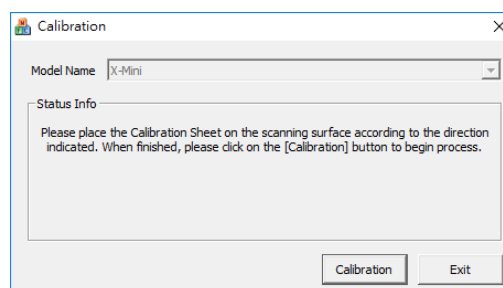 Calibration
Model Name X-Mini
Status Info
Please place the Calibration Sheet on the scanning surface according to the direction
indicated. When finished, please click on the [Calibration] button to begin process.
Calibration Exit